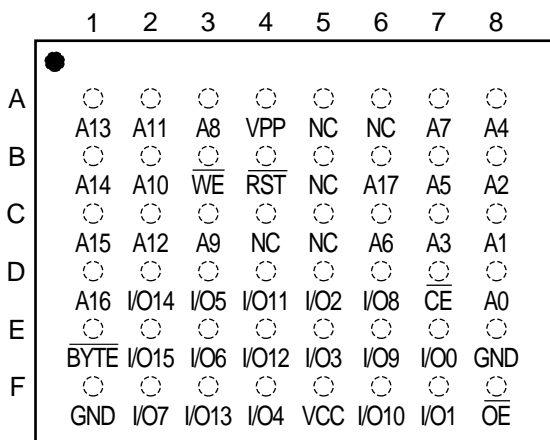 1 2 3 4 5 6 7 8
A
A13 A11 A8 VPP NC NC A7 A4
B
A14 A10 WE RST NC A17 A5 A2
C
A15 A12 A9 NC NC A6 A3 A1
D
A16 I/O14 I/O5 I/O11 I/O2 I/O8 CE A0
E
BYTE I/O15 I/O6 I/O12 I/O3 I/O9 I/O0 GND
F
GND I/O7 I/O13 I/O4 VCC I/O10 I/O1 OE